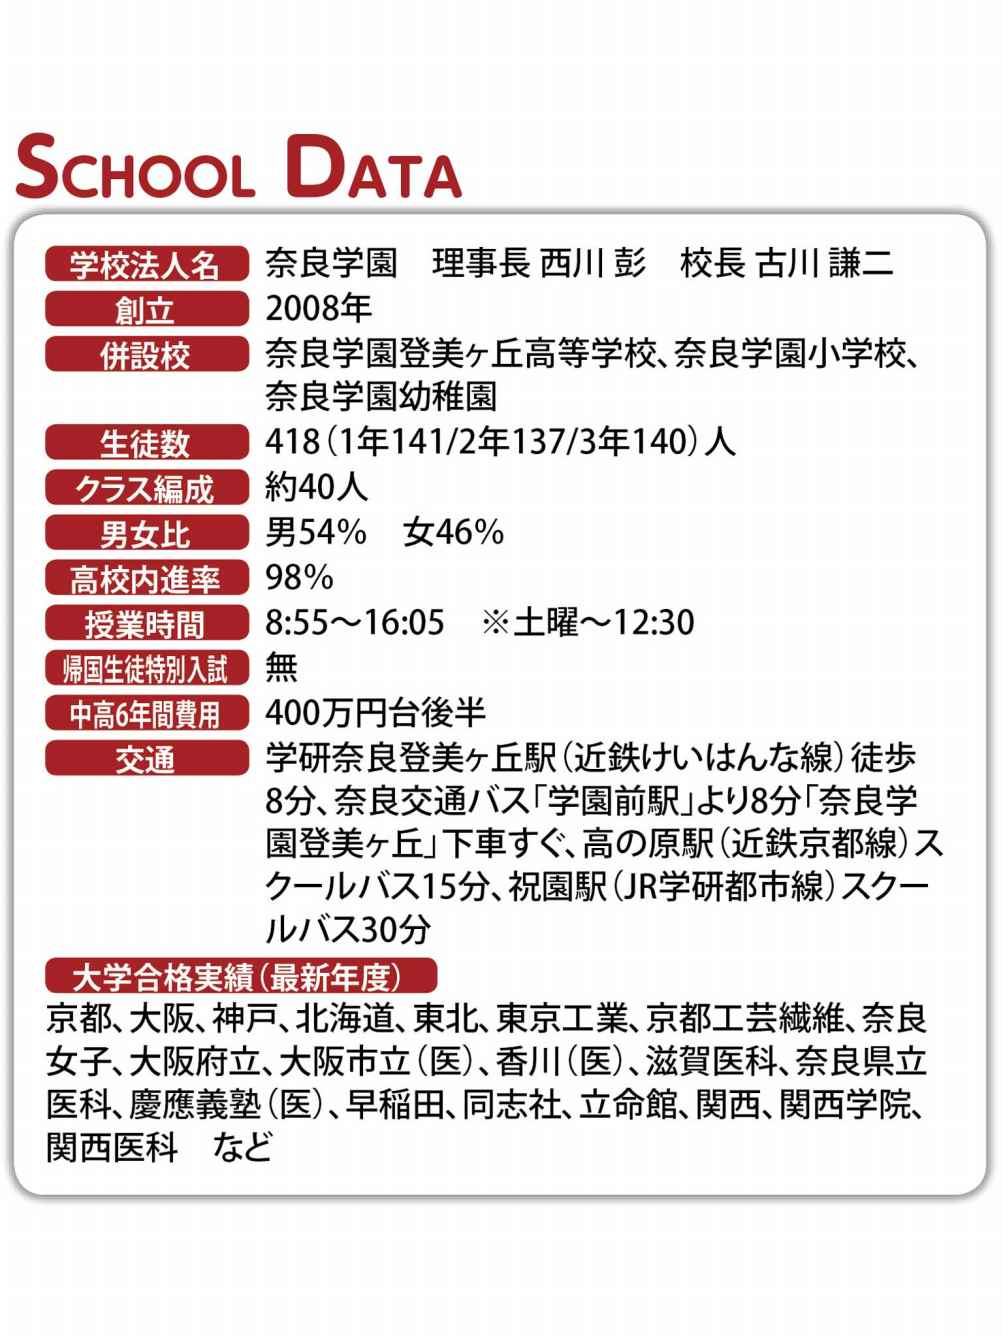 SCHOOL DATA
学校法人名 奈良学園 理事長 西川 彭 校長 古川 謙二
創立 2008年
併設校 奈良学園登美ヶ丘高等学校、奈良学園小学校、
奈良学園幼稚園
生徒数 418（1年141/2年137/3年140）人
クラス編成 約40人
男女比 男54% 女46%
高校内進率 98%
授業時間 8:55〜16:05 ※土曜〜12:30
帰国生徒特別入試 無
中高6年間費用 400万円台後半
交通 学研奈良登美ヶ丘駅（近鉄けいはんな線）徒歩
8分、奈良交通バス「学園前駅」より8分「奈良学
園登美ヶ丘」下車すぐ、高の原駅（近鉄京都線）ス
クールバス15分、祝園駅（JR学研都市線）スクー
ルバス30分
大学合格実績（最新年度）
京都、大阪、神戸、北海道、東北、東京工業、京都工芸繊維、奈良
女子、大阪府立、大阪市立（医）、香川（医）、滋賀医科、奈良県立
医科、慶應義塾（医）、早稲田、同志社、立命館、関西、関西学院、
関西医科 など